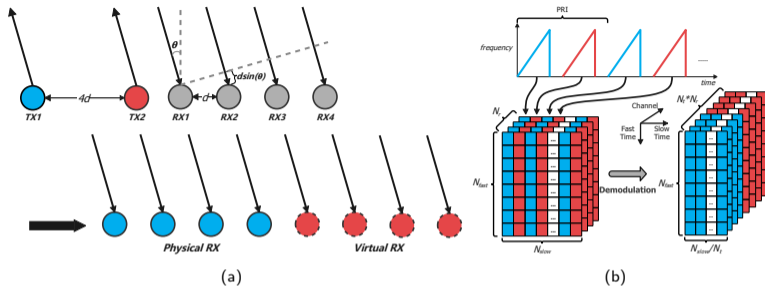 θ
dsin(θ)
4d
d
TX1
TX2
RX1
RX2
RX3
RX4
Physical RX
Virtual RX
(a)
PRI
frequency
time
......
Nr
Channel
Fast Time
Slow Time
Nfast
...
...
...
...
...
...
...
Nslow
Demodulation
Nt*Nr
Nfast
...
...
...
...
...
...
...
Nslow/Nt
(b)